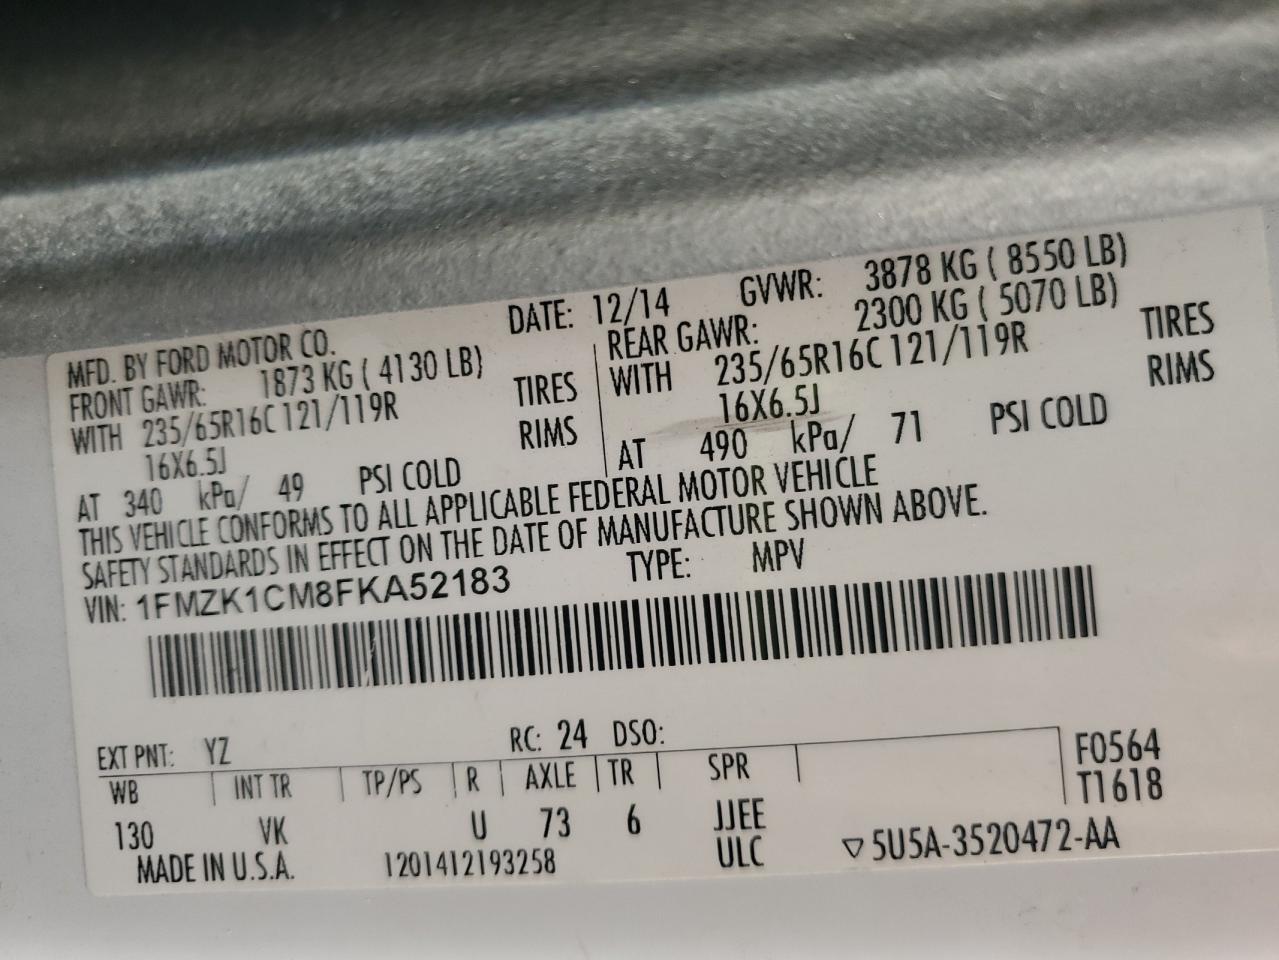 MFD. BY FORD MOTOR CO. DATE: 12/14 GVWR: 3878 KG ( 8550 LB)
FRONT GAWR: 1873 KG ( 4130 LB) REAR GAWR: 2300 KG ( 5070 LB)
WITH 235/65R16C 121/119R TIRES WITH 235/65R16C 121/119R TIRES
16X6.5J RIMS 16X6.5J RIMS
AT 340 kPa/ 49 PSI COLD AT 490 kPa/ 71 PSI COLD
THIS VEHICLE CONFORMS TO ALL APPLICABLE FEDERAL MOTOR VEHICLE
SAFETY STANDARDS IN EFFECT ON THE DATE OF MANUFACTURE SHOWN ABOVE.
VIN: 1FMZK1CM8FKA52183 TYPE: MPV
EXT PNT: YZ RC: 24 DSO:
WB INT TR TP/PS R AXLE TR SPR F0564
T1618
130 VK U 73 6 JJEE
MADE IN U.S.A. 1201412193258 ULC ▽5U5A-3520472-AA